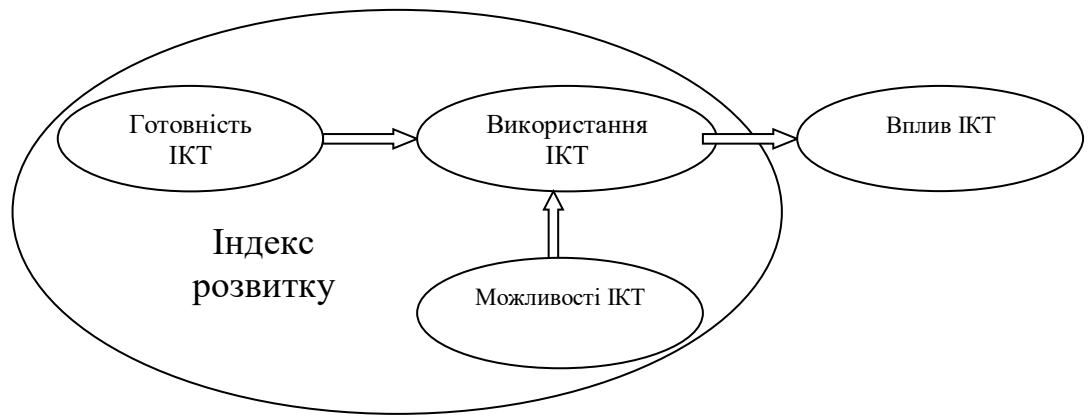 Готовність
ІКТ
Використання
ІКТ
Вплив ІКТ
Індекс
розвитку
Можливості ІКТ